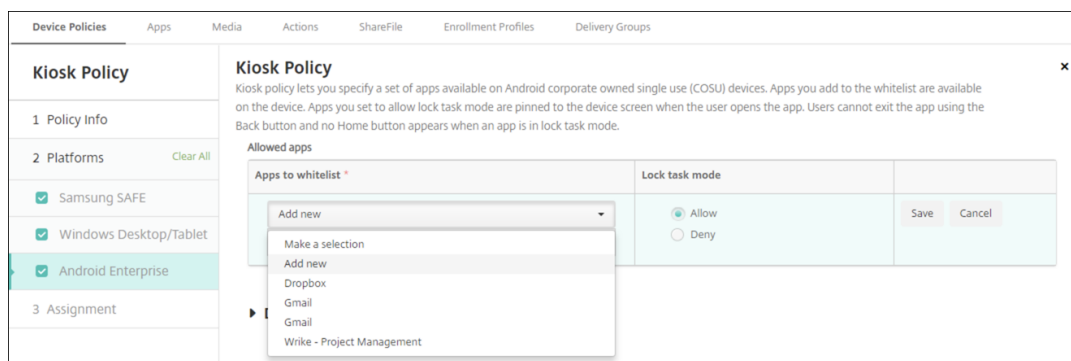 Device Policies Apps Media Actions ShareFile Enrollment Profiles Delivery Groups
Kiosk Policy
1 Policy Info
2 Platforms Clear All
Samsung SAFE
Windows Desktop/Tablet
Android Enterprise
3 Assignment
Kiosk Policy
Kiosk policy lets you specify a set of apps available on Android corporate owned single use (COSU) devices. Apps you add to the whitelist are available
on the device. Apps you set to allow lock task mode are pinned to the device screen when the user opens the app. Users cannot exit the app using the
Back button and no Home button appears when an app is in lock task mode.
Allowed apps
Apps to whitelist * Lock task mode
Add new Allow Save Cancel
Deny
Make a selection
Add new
Dropbox
Gmail
Gmail
Wrike - Project Management